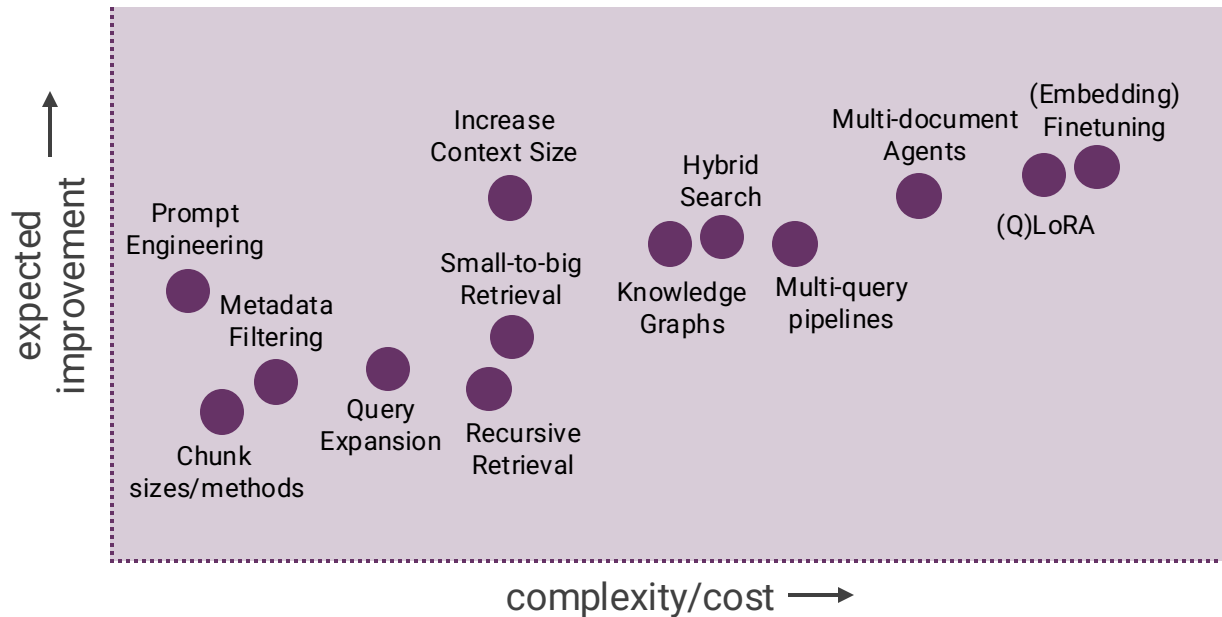 expected
improvement
Prompt
Engineering
Metadata
Filtering
Chunk
sizes/methods
Query
Expansion
Increase
Context Size
Small-to-big
Retrieval
Recursive
Retrieval
Hybrid
Search
Knowledge
Graphs
Multi-query
pipelines
Multi-document
Agents
(Embedding)
Finetuning
(Q)LoRA
complexity/cost